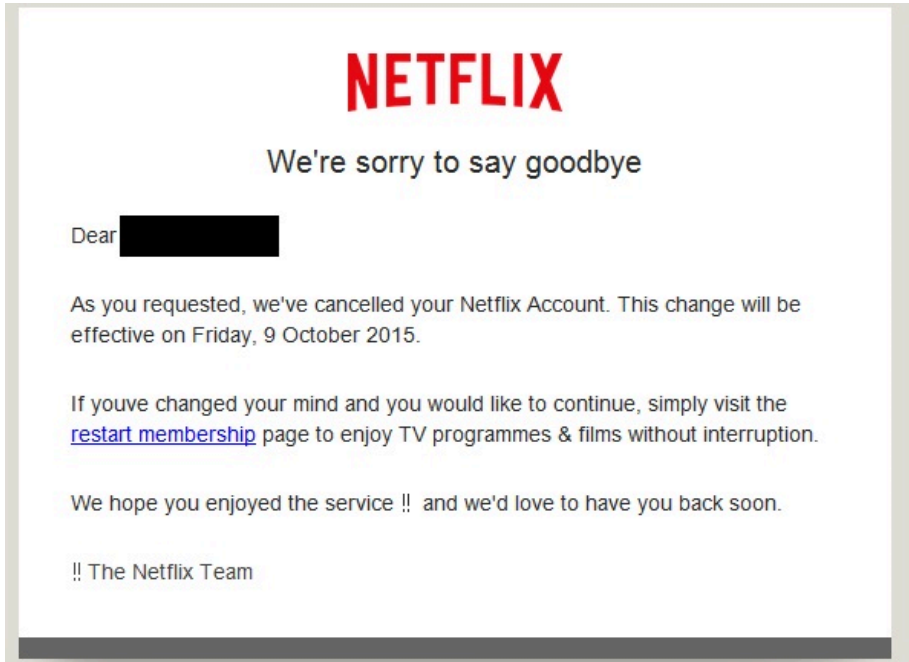 NETFLIX
We're sorry to say goodbye
Dear
As you requested, we've cancelled your Netflix Account. This change will be
effective on Friday, 9 October 2015.
If youve changed your mind and you would like to continue, simply visit the
restart membership page to enjoy TV programmes & films without interruption.
We hope you enjoyed the service !! and we'd love to have you back soon.
!! The Netflix Team